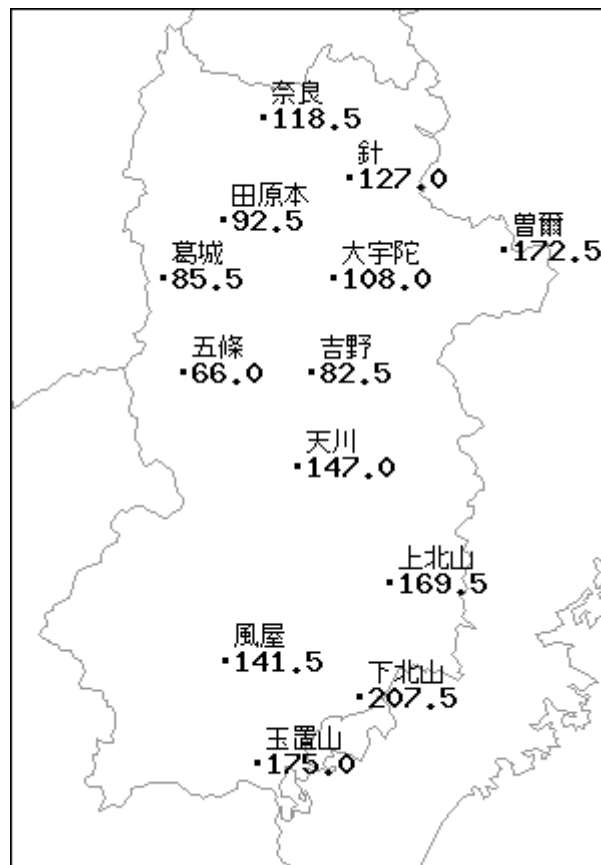 奈良
118.5
針
127.0
田原本
92.5
曽爾
172.5
葛城
85.5
大宇陀
108.0
五條
66.0
吉野
82.5
天川
147.0
上北山
169.5
風屋
141.5
下北山
207.5
玉置山
175.0